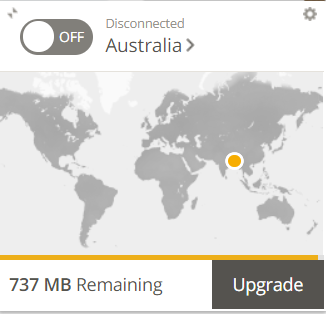 Disconnected
OFF
Australia
737 MB Remaining
Upgrade